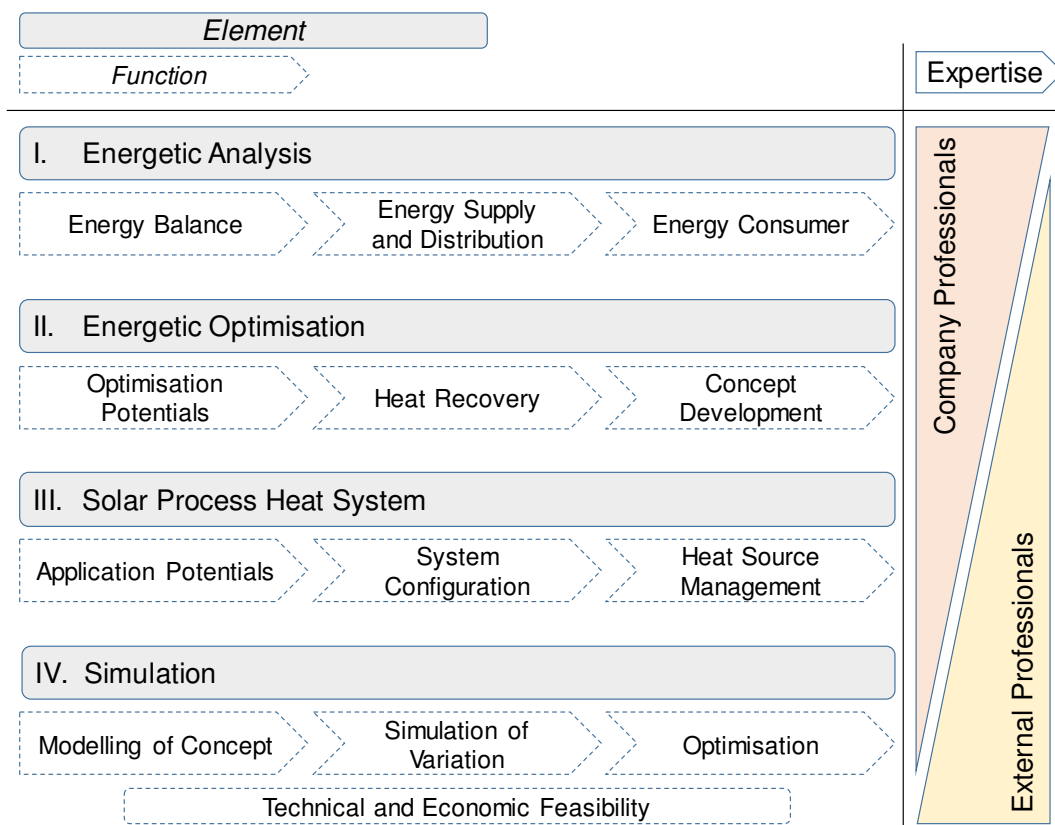 Element
Function
Expertise
I. Energetic Analysis
Energy Balance
Energy Supply
and Distribution
Energy Consumer
II. Energetic Optimisation
Optimisation
Potentials
Heat Recovery
Concept
Development
III. Solar Process Heat System
Application Potentials
System
Configuration
Heat Source
Management
IV. Simulation
Modelling of Concept
Simulation of
Variation
Optimisation
Technical and Economic Feasibility
Company Professionals
External Professionals